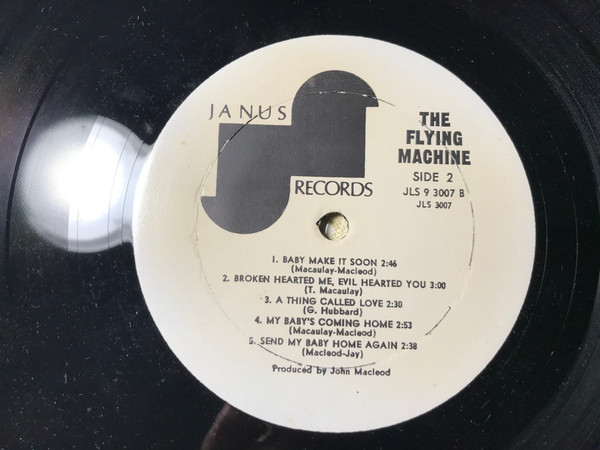 JANUS
RECORDS
THE
FLYING
MACHINE
SIDE 2
JLS 9 3007 B
JLS 3007
1. BABY MAKE IT SOON 2:46
(Macaulay-Macleod)
2. BROKEN HEARTED ME, EVIL HEARTED YOU 3:00
(T. Macaulay)
3. A THING CALLED LOVE 2:30
(G. Hubbard)
4. MY BABY'S COMING HOME 2:53
(Macaulay-Macleod)
5. SEND MY BABY HOME AGAIN 2:38
(Macleod-Jay)
Produced by John Macleod